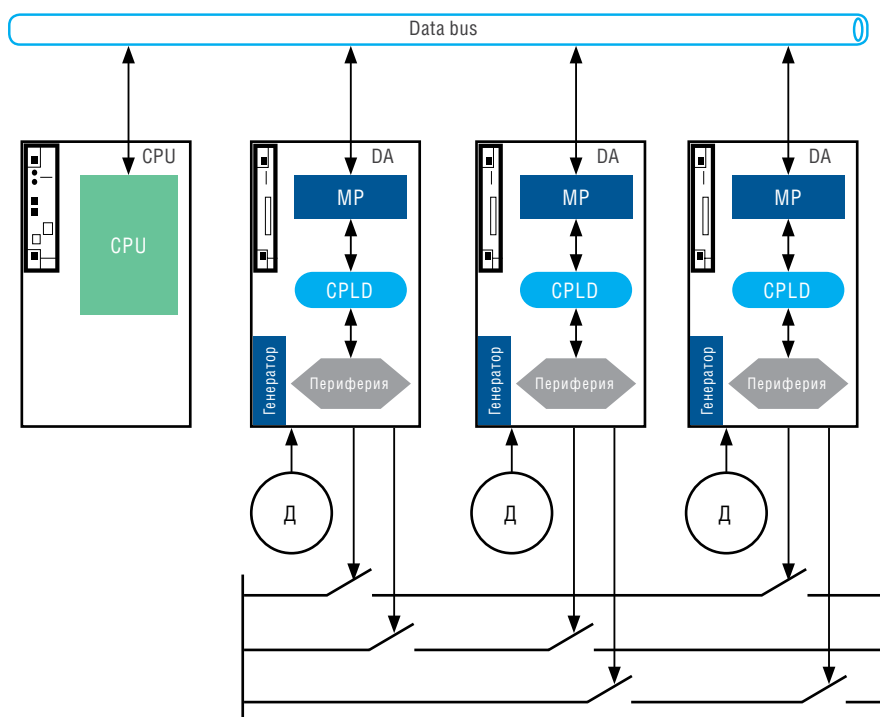 Data bus
CPU
DA
DA
DA
CPU
MP
MP
MP
CPLD
CPLD
CPLD
Генератор
Периферия
Генератор
Периферия
Генератор
Периферия
Д
Д
Д